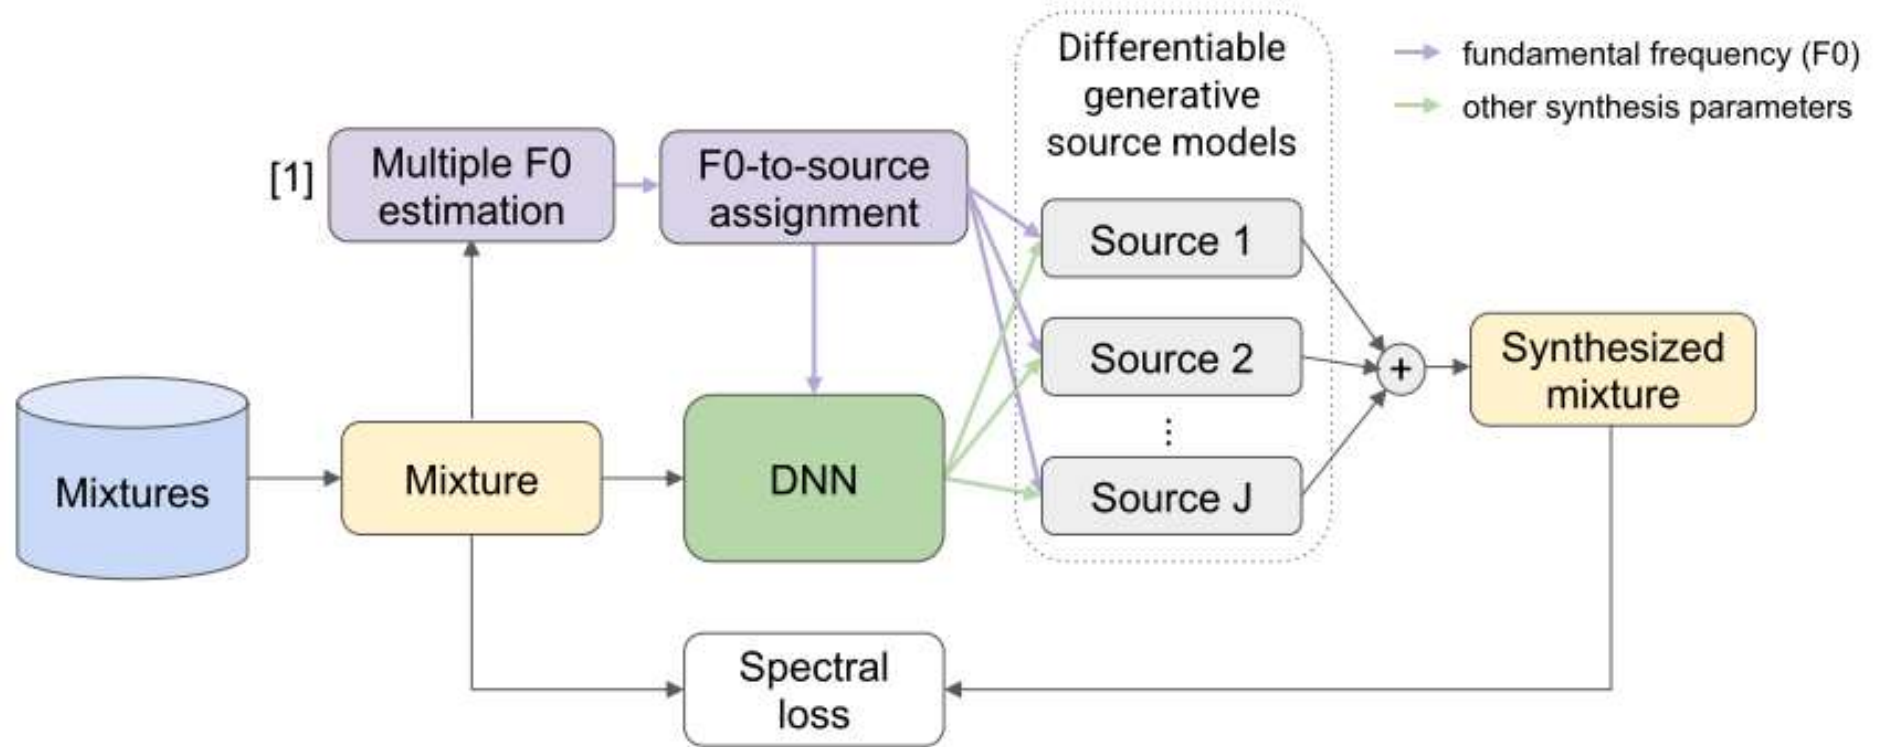 Differentiable
generative
source models
fundamental frequency (F0)
other synthesis parameters
[1]
Multiple F0
estimation
F0-to-source
assignment
Source 1
Source 2
⋮
Source J
+
Synthesized
mixture
Mixtures
Mixture
DNN
Spectral
loss